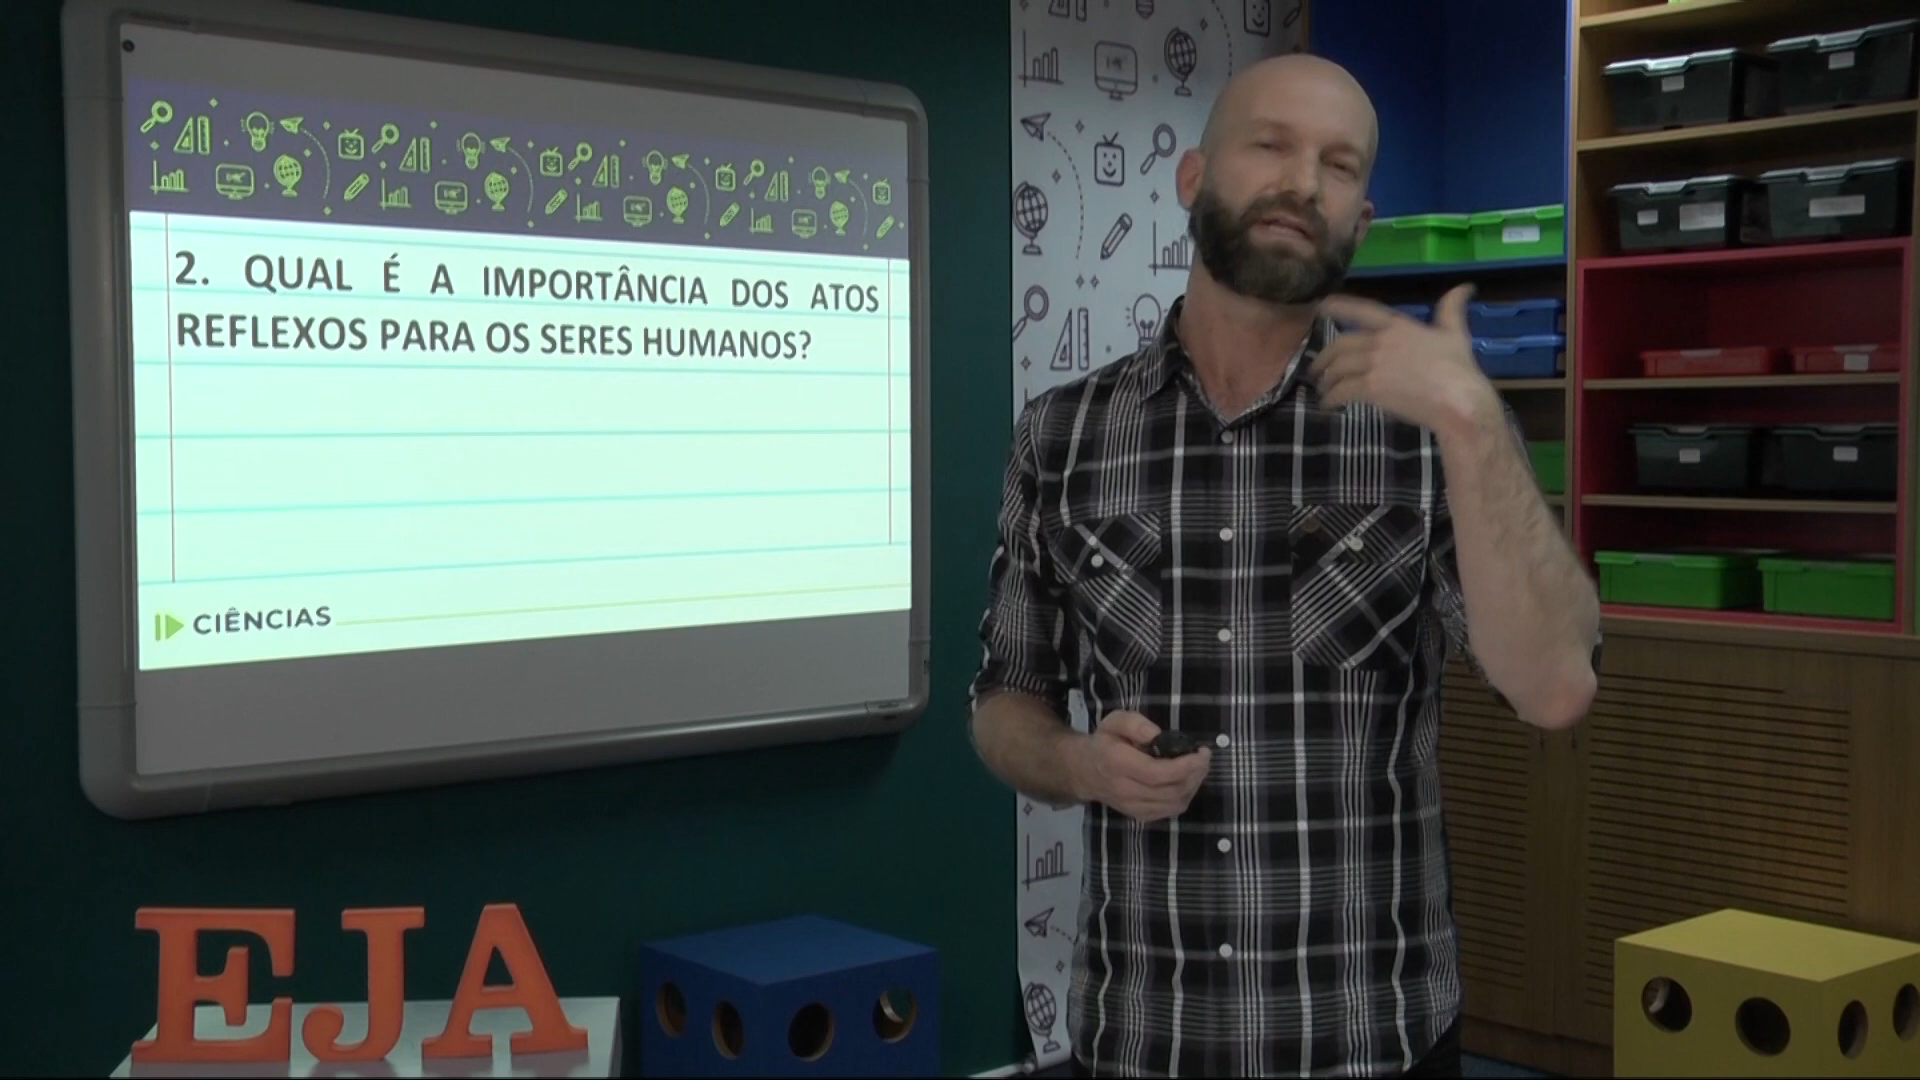 2. QUAL É A IMPORTÂNCIA DOS ATOS
REFLEXOS PARA OS SERES HUMANOS?
CIÊNCIAS
EJA